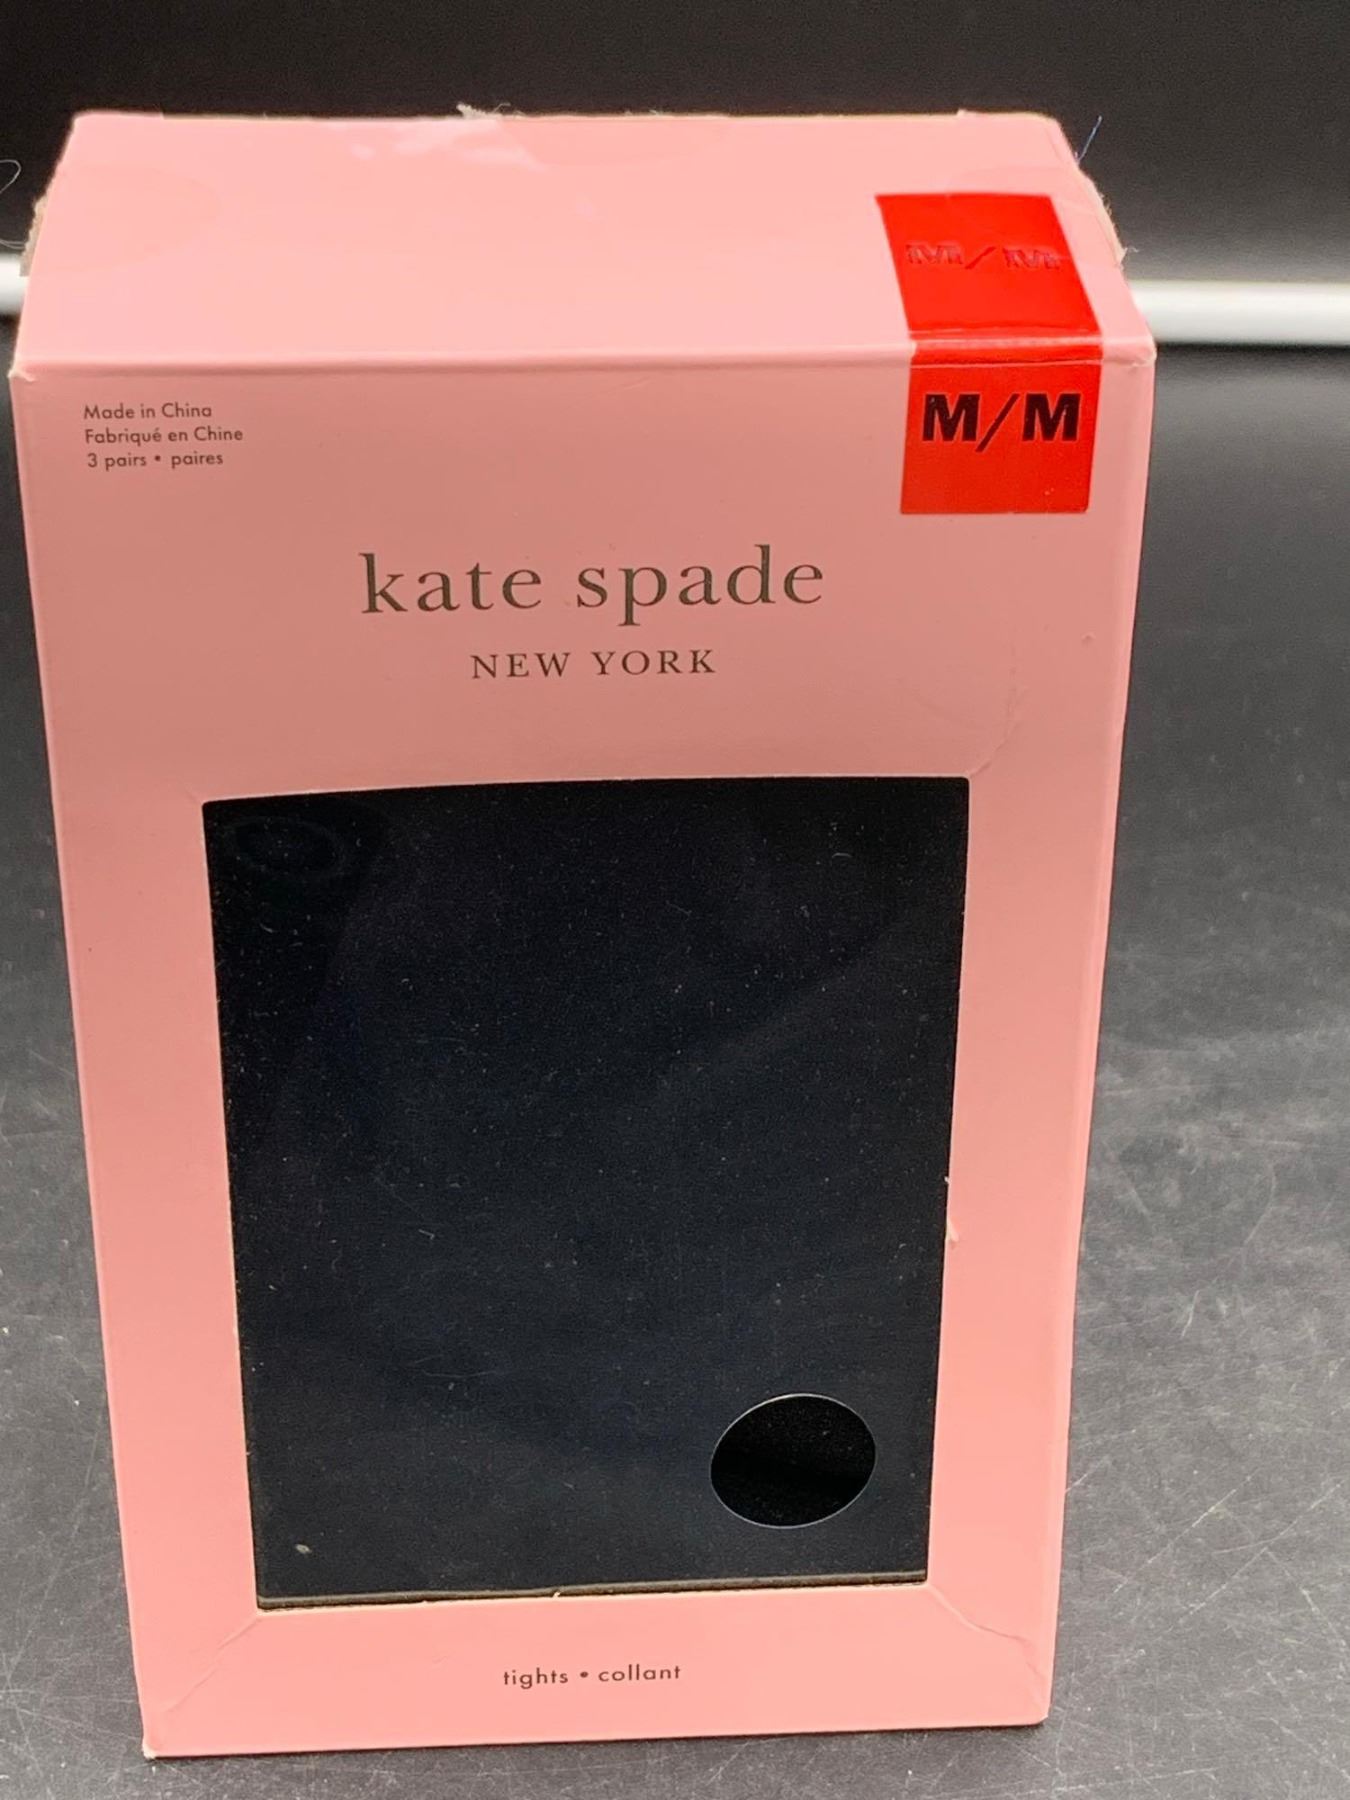 M/M
M/M
Made in China
Fabriqué en Chine
3 pairs • paires
kate spade
NEW YORK
tights • collant